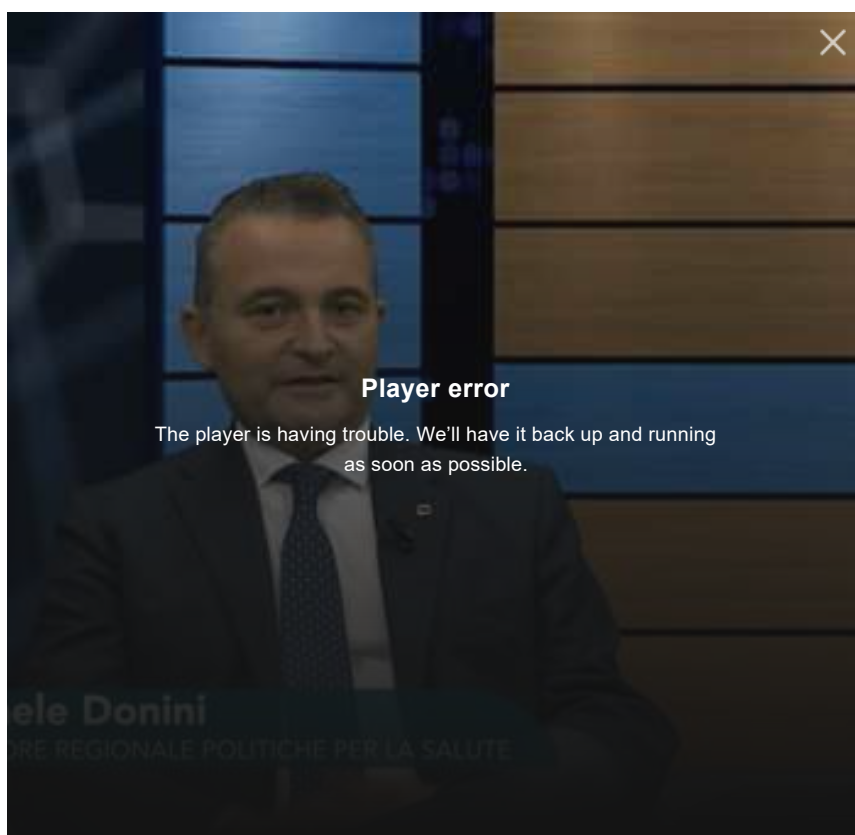 Player error
The player is having trouble. We’ll have it back up and running
as soon as possible.
ele Donini
ORE REGIONALE POLITICHE PER LA SALUTE